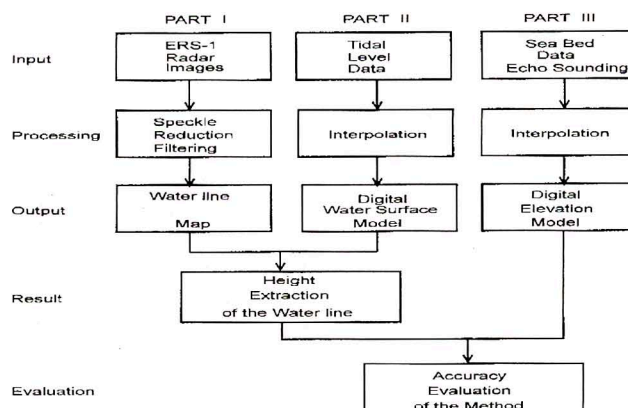 PART I PART II PART III
Input
ERS-1
Radar
Images
Tidal
Level
Data
Sea Bed
Data
Echo Sounding
Processing
Speckle
Reduction
Filtering
Interpolation
Interpolation
Output
Water line
Map
Digital
Water Surface
Model
Digital
Elevation
Model
Result
Height
Extraction
of the Water line
Evaluation
Accuracy
Evaluation
of the Method